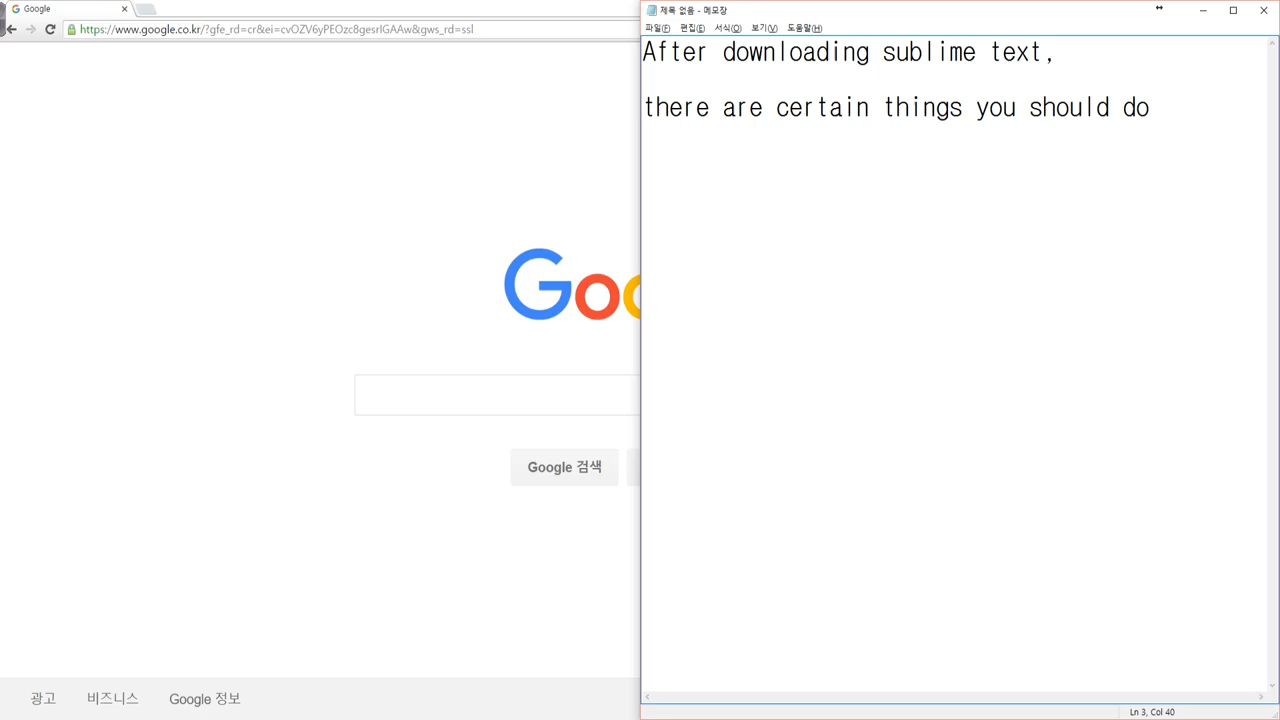 Google
https://www.google.co.kr/?gfe_rd=cr&ei=cvOZV6yPEOzc8gesrIGAAw&gws_rd=ssl
Goo
Google 검색
광고 비즈니스 Google 정보
제목 없음 - 메모장
파일(F) 편집(E) 서식(O) 보기(V) 도움말(H)
After downloading sublime text,
there are certain things you should do
Ln 3, Col 40